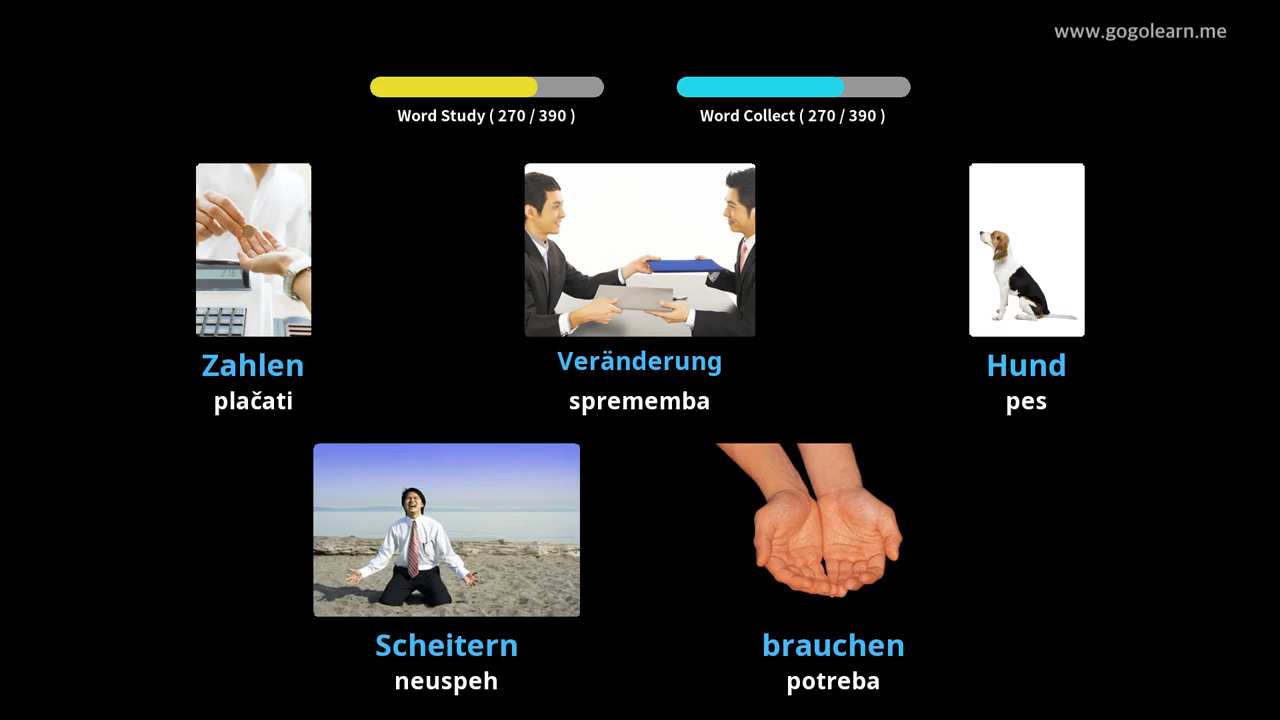 www.gogolearn.me
Word Study ( 270 / 390 )
Word Collect ( 270 / 390 )
Zahlen
plačati
Veränderung
sprememba
Hund
pes
Scheitern
neuspeh
brauchen
potreba